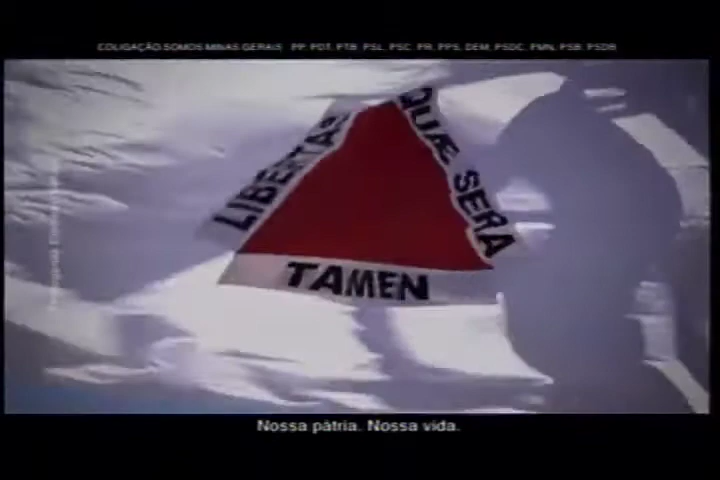 COLIGAÇÃO SOMOS MINAS GERAIS PP, PDT, PTB, PSL, PSC, PR, PPS, DEM, PSDC, PMN, PSB, PSDB
LIBERTAS
QUÆ SERA
TAMEN
Nossa pátria. Nossa vida.